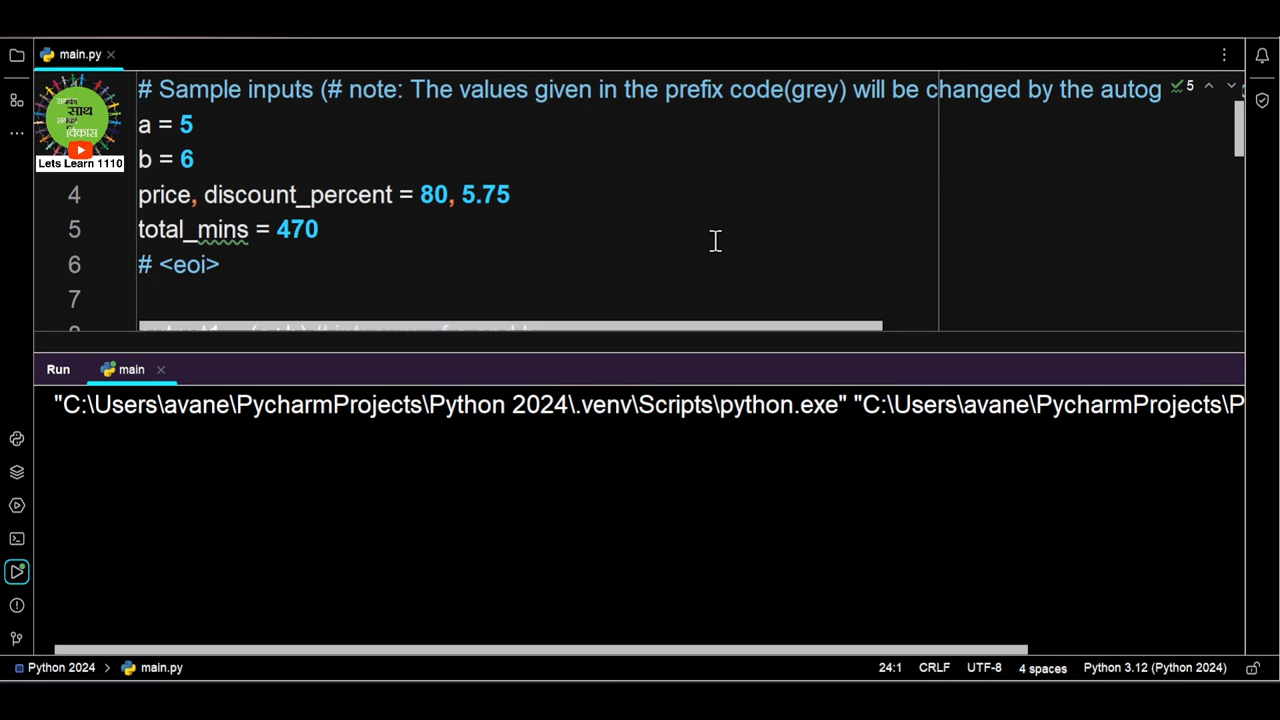 main.py
# Sample inputs (# note: The values given in the prefix code(grey) will be changed by the autog
5
a = 5
b = 6
सबका
साथ
सबका
विकास
Lets Learn 1110
4 price, discount_percent = 80, 5.75
5 total_mins = 470
6 # <eoi>
7
Run main
"C:\Users\avane\PycharmProjects\Python 2024\.venv\Scripts\python.exe" "C:\Users\avane\PycharmProjects\P
Python 2024 > main.py 24:1 CRLF UTF-8 4 spaces Python 3.12 (Python 2024)